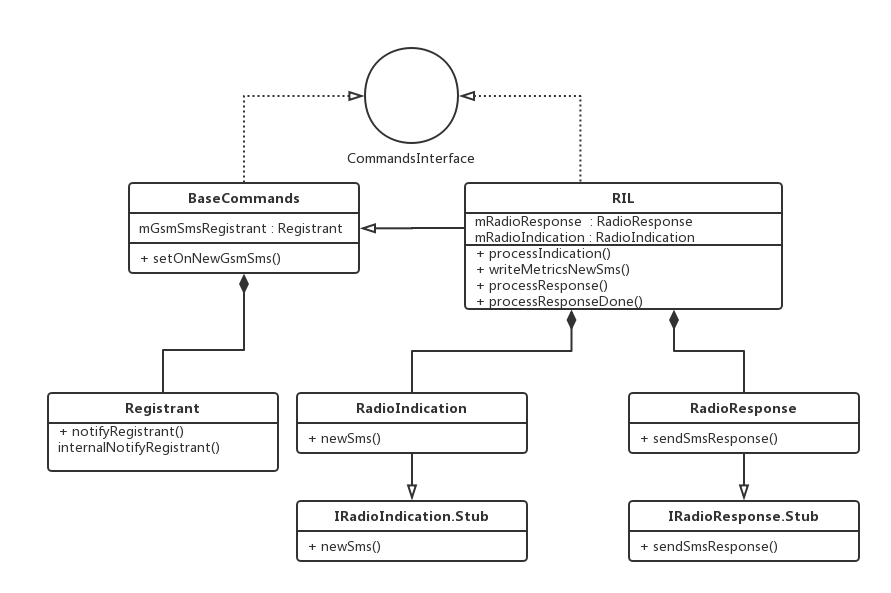 CommandsInterface
BaseCommands
mGsmSmsRegistrant : Registrant
+ setOnNewGsmSms()
RIL
mRadioResponse  : RadioResponse
mRadioIndication : RadioIndication
+ processIndication()
+ writeMetricsNewSms()
+ processResponse()
+ processResponseDone()
Registrant
+ notifyRegistrant()
internalNotifyRegistrant()
RadioIndication
+ newSms()
RadioResponse
+ sendSmsResponse()
IRadioIndication.Stub
+ newSms()
IRadioResponse.Stub
+ sendSmsResponse()